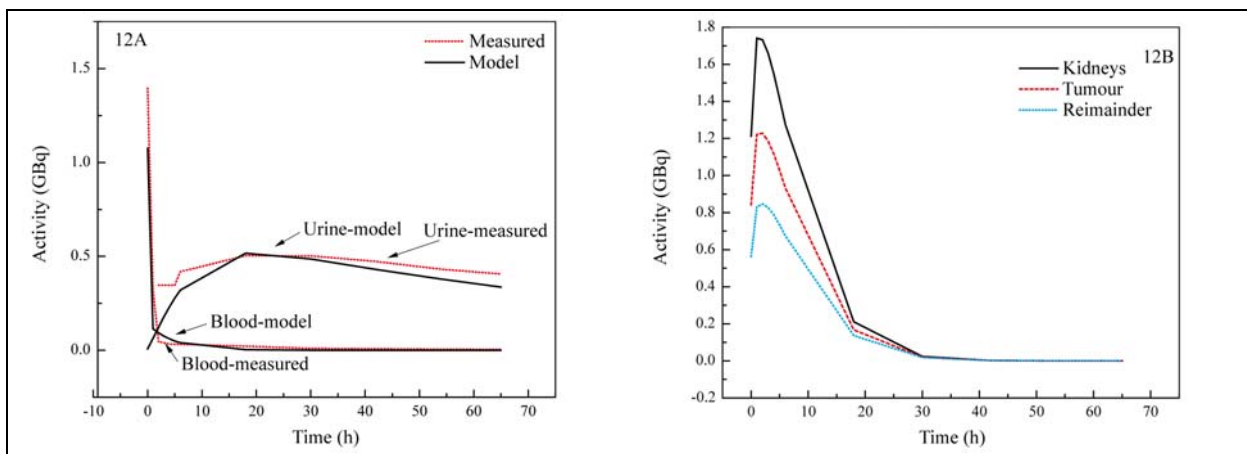 12A
Measured
Model
1.5
1.0
0.5
0.0
Activity (GBq)
Urine-model
Urine-measured
Blood-model
Blood-measured
-10 0 10 20 30 40 50 60 70
Time (h)
12B
Kidneys
Tumour
Reimainder
1.8
1.6
1.4
1.2
1.0
0.8
0.6
0.4
0.2
0.0
-0.2
Activity (GBq)
0 10 20 30 40 50 60 70
Time (h)